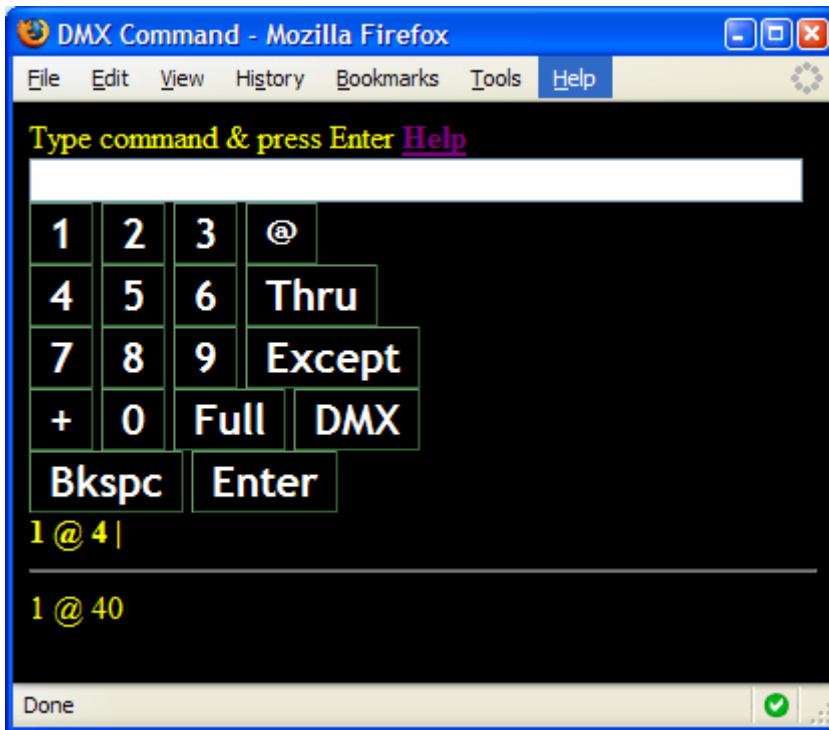 DMX Command - Mozilla Firefox
File Edit View History Bookmarks Tools Help
Type command & press Enter Help
1 2 3 @
4 5 6 Thru
7 8 9 Except
+ 0 Full DMX
Bkspc Enter
1 @ 4 |
1 @ 40
Done